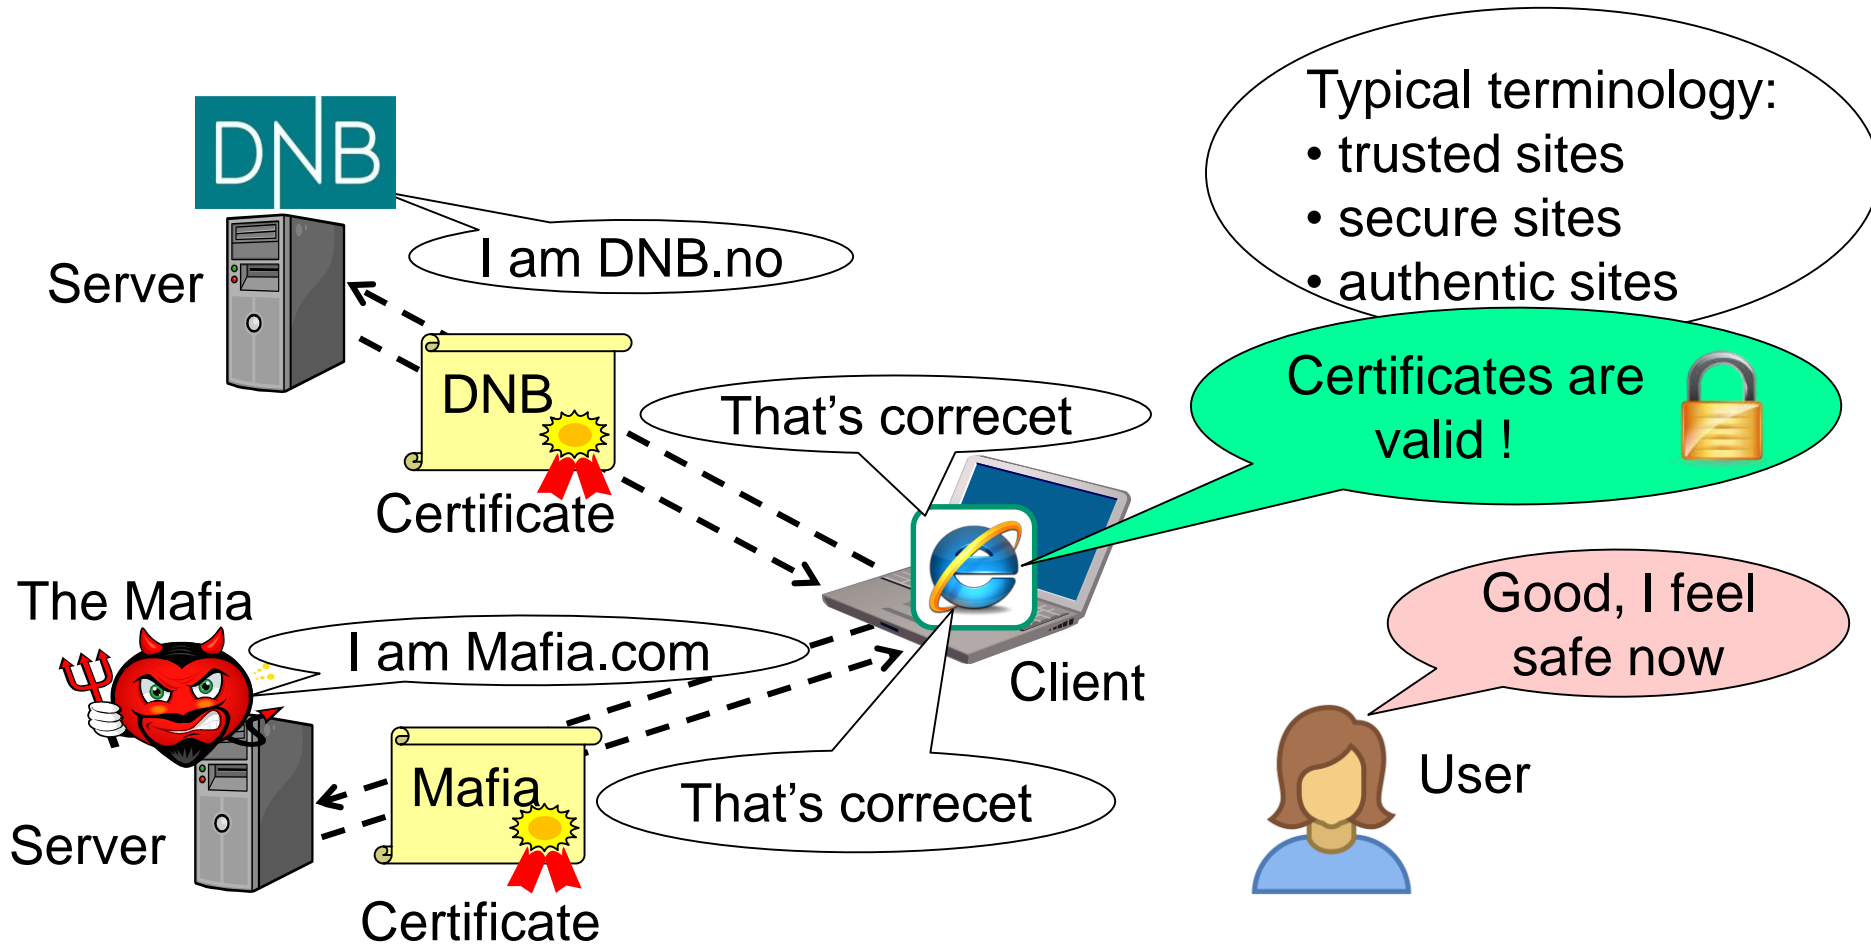 DNB
Server
I am DNB.no
DNB
Certificate
That's correcet
Typical terminology:
• trusted sites
• secure sites
• authentic sites
Certificates are
valid !
The Mafia
I am Mafia.com
Server
Mafia
Certificate
That's correcet
Client
Good, I feel
safe now
User